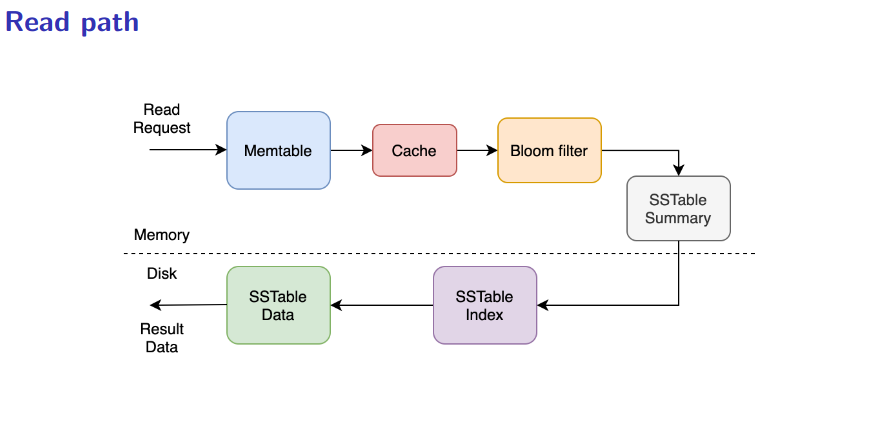 Read path
Read
Request
Memtable
Cache
Bloom filter
SSTable
Summary
Memory
Disk
SSTable
Data
SSTable
Index
Result
Data